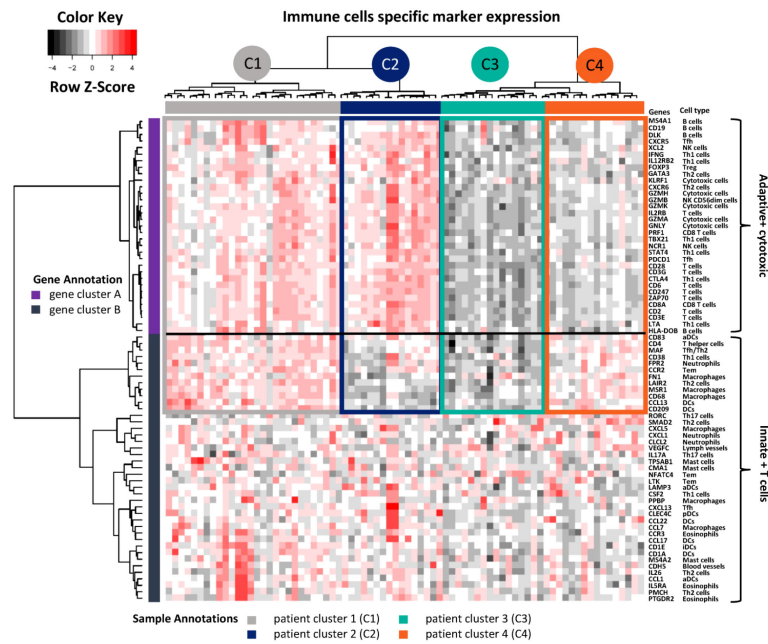 Color Key
Immune cells specific marker expression
-4 -2 0 2 4
Row Z-Score
C1
C2
C3
C4
Genes Cell type
MS4A1 B cells
CD19 B cells
DLK B cells
CXCR5 Tfh
XCL2 NK cells
IFNG Th1 cells
IL12RB2 Th1 cells
FOXP3 Treg
GATA3 Th2 cells
KLRF1 Cytotoxic cells
CXCR6 Th2 cells
GZMH Cytotoxic cells
GZMB NK CD56dim cells
GZMK Cytotoxic cells
IL2RB T cells
GZMA Cytotoxic cells
GNLY Cytotoxic cells
PRF1 CD8 T cells
TBX21 Th1 cells
NCR1 NK cells
STAT4 Th1 cells
PDCD1 Tfh
CD28 T cells
CD3G T cells
CTLA4 Th1 cells
CD6 T cells
CD247 T cells
ZAP70 T cells
CD8A CD8 T cells
CD2 T cells
CD3E T cells
LTA Th1 cells
HLA-DOB B cells
CD83 aDCs
CD4 T helper cells
MAF Tfh/Th2
CD38 Th1 cells
FPR2 Neutrophils
CCR2 Tem
FN1 Macrophages
LAIR2 Th2 cells
MSR1 Macrophages
CD68 Macrophages
CCL13 DCs
CD209 DCs
RORC Th17 cells
SMAD2 Th2 cells
CXCL5 Macrophages
CXCL1 Neutrophils
CLCL2 Neutrophils
VEGFC Lymph vessels
IL17A Th17 cells
TPSAB1 Mast cells
CMA1 Mast cells
NFATC4 Tem
LTK Tem
LAMP3 aDCs
CSF2 Th1 cells
PPBP Macrophages
CXCL13 Tfh
CLEC4C pDCs
CCL22 DCs
CCL7 Macrophages
CCR3 Eosinophils
CCL17 DCs
CD1E iDCs
CD1A DCs
MS4A2 Mast cells
CDH5 Blood vessels
IL26 Th2 cells
CCL1 aDCs
IL5RA Eosinophils
PMCH Th2 cells
PTGDR2 Eosinophils
Adaptive+ cytotoxic
Innate + T cells
Gene Annotation
gene cluster A
gene cluster B
Sample Annotations
patient cluster 1 (C1)
patient cluster 3 (C3)
patient cluster 2 (C2)
patient cluster 4 (C4)